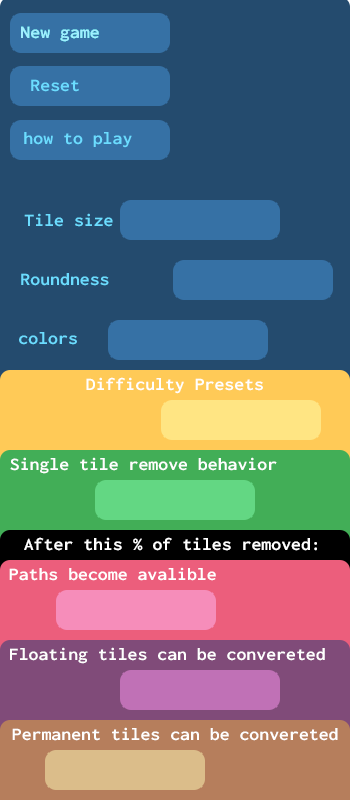 New game
Reset
how to play
Tile size
Roundness
colors
Difficulty Presets
Single tile remove behavior
After this % of tiles removed:
Paths become avalible
Floating tiles can be convereted
Permanent tiles can be convereted